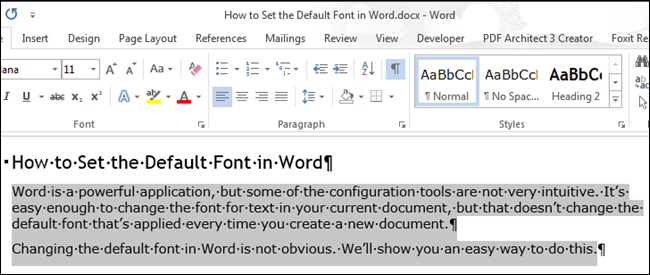 How to Set the Default Font in Word.docx - Word
Insert Design Page Layout References Mailings Review View Developer PDF Architect 3 Creator Foxit Re
ana 11 A A Aa
I U abc X₂ X² A A
AaBbCcI AaBbCcI AaBbCc
¶ Normal ¶ No Spac... Heading 2
Font Paragraph Styles
How to Set the Default Font in Word¶
Word is a powerful application, but some of the configuration tools are not very intuitive. It's
easy enough to change the font for text in your current document, but that doesn't change the
default font that's applied every time you create a new document.¶
Changing the default font in Word is not obvious. We'll show you an easy way to do this.¶